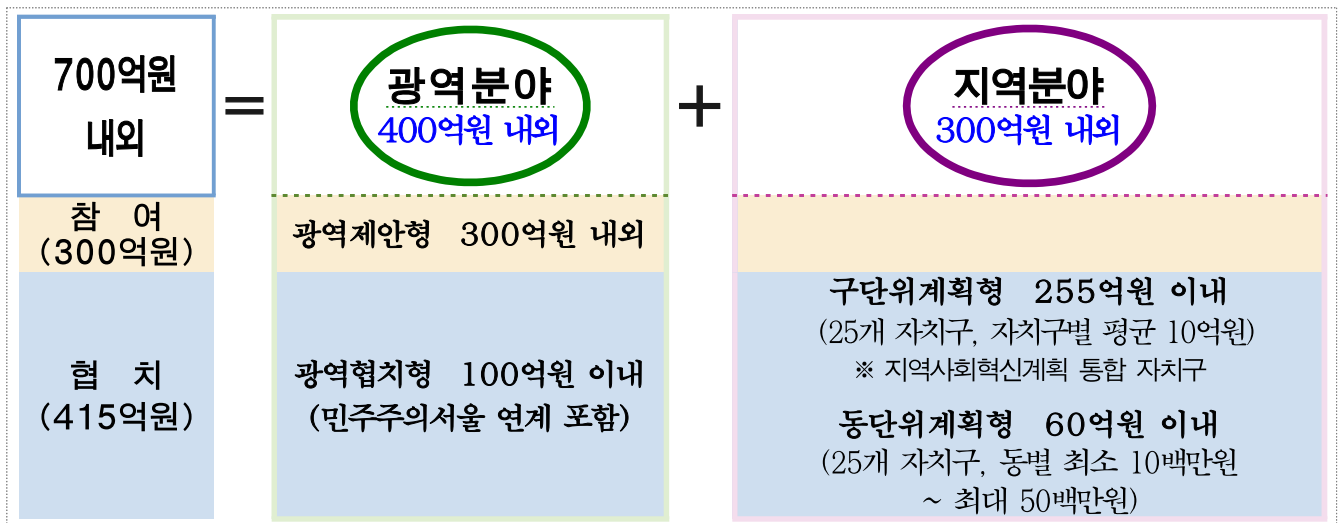 700억원
내외
=
광역분야
400억원 내외
+
지역분야
300억원 내외
참 여
(300억원)
광역제안형 300억원 내외
협 치
(415억원)
광역협치형 100억원 이내
(민주주의서울 연계 포함)
구단위계획형 255억원 이내
(25개 자치구, 자치구별 평균 10억원)
※ 지역사회혁신계획 통합 자치구
동단위계획형 60억원 이내
(25개 자치구, 동별 최소 10백만원
~ 최대 50백만원)